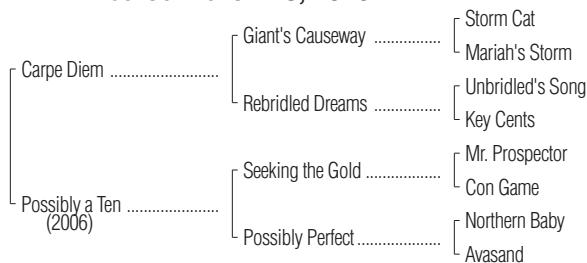 Storm Cat
Giant's Causeway ................
Mariah's Storm
Carpe Diem ..........................
Unbridled's Song
Rebridled Dreams ................
Key Cents
Mr. Prospector
Seeking the Gold ..................
Con Game
Possibly a Ten ......................
(2006)
Northern Baby
Possibly Perfect ....................
Avasand